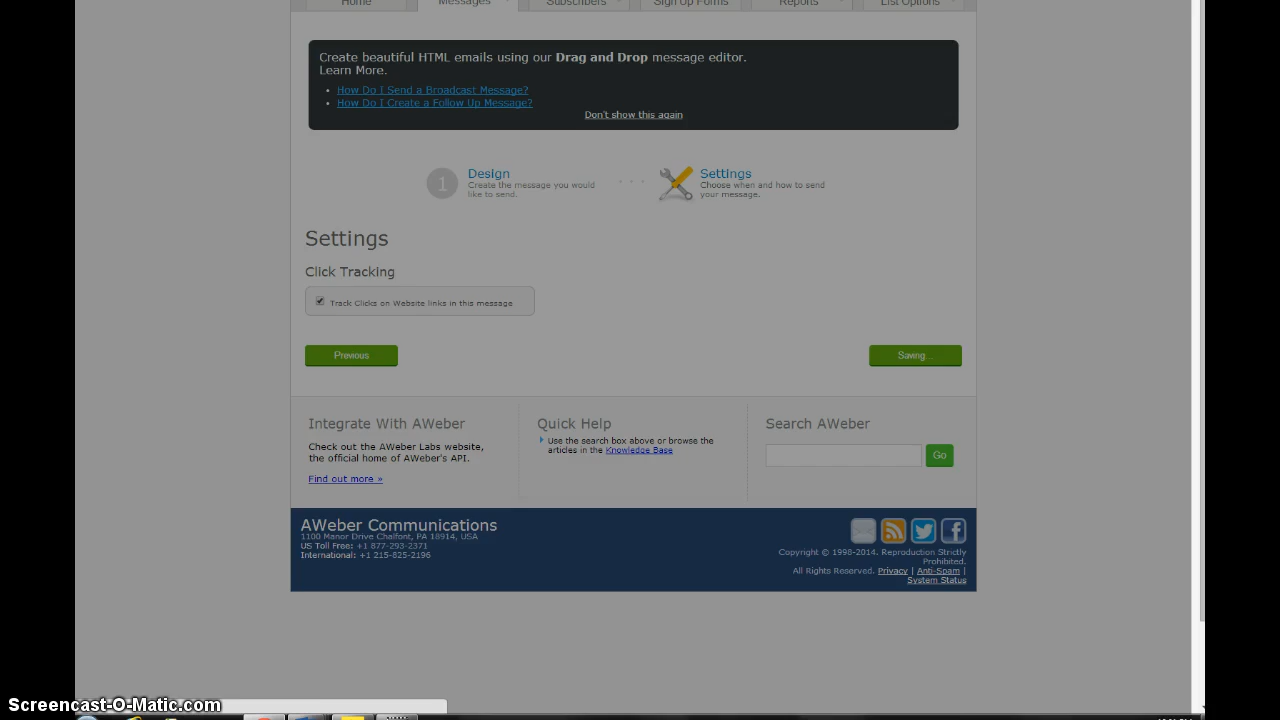 Home Messages Subscribers Sign Up Forms Reports List Options
Create beautiful HTML emails using our Drag and Drop message editor.
Learn More.
How Do I Send a Broadcast Message?
How Do I Create a Follow Up Message?
Don't show this again
1
Design
Create the message you would
like to send.
Settings
Choose when and how to send
your message.
Settings
Click Tracking
Track Clicks on Website links in this message
Previous
Saving...
Integrate With AWeber
Check out the AWeber Labs website,
the official home of AWeber's API.
Find out more »
Quick Help
Use the search box above or browse the
articles in the Knowledge Base
Search AWeber
Go
AWeber Communications
1100 Manor Drive Chalfont, PA 18914, USA
US Toll Free: +1 877-293-2371
International: +1 215-825-2196
Copyright © 1998-2014. Reproduction Strictly
Prohibited.
All Rights Reserved. Privacy | Anti-Spam |
System Status
Screencast-O-Matic.com